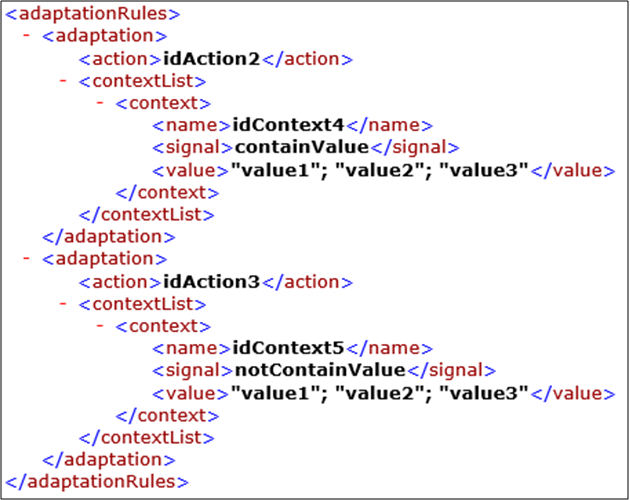 <adaptationRules>
- <adaptation>
<action>idAction2</action>
- <contextList>
- <context>
<name>idContext4</name>
<signal>containValue</signal>
<value>"value1"; "value2"; "value3"</value>
</context>
</contextList>
</adaptation>
- <adaptation>
<action>idAction3</action>
- <contextList>
- <context>
<name>idContext5</name>
<signal>notContainValue</signal>
<value>"value1"; "value2"; "value3"</value>
</context>
</contextList>
</adaptation>
</adaptationRules>